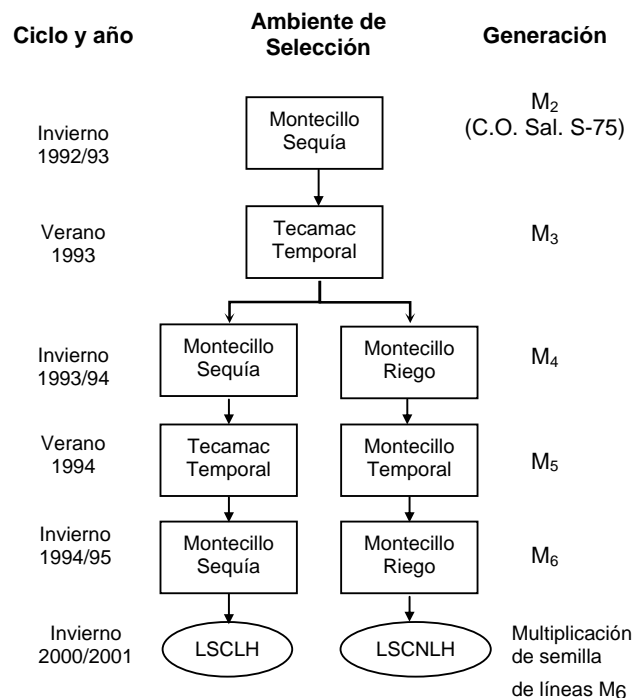 Ciclo y año
Ambiente de
Selección
Generación
Invierno
1992/93
Montecillo
Sequía
M2
(C.O. Sal. S-75)
Verano
1993
Tecamac
Temporal
M3
Invierno
1993/94
Montecillo
Sequía
Montecillo
Riego
M4
Verano
1994
Tecamac
Temporal
Montecillo
Temporal
M5
Invierno
1994/95
Montecillo
Sequía
Montecillo
Riego
M6
Invierno
2000/2001
LSCLH
LSCNLH
Multiplicación
de semilla
de líneas M6